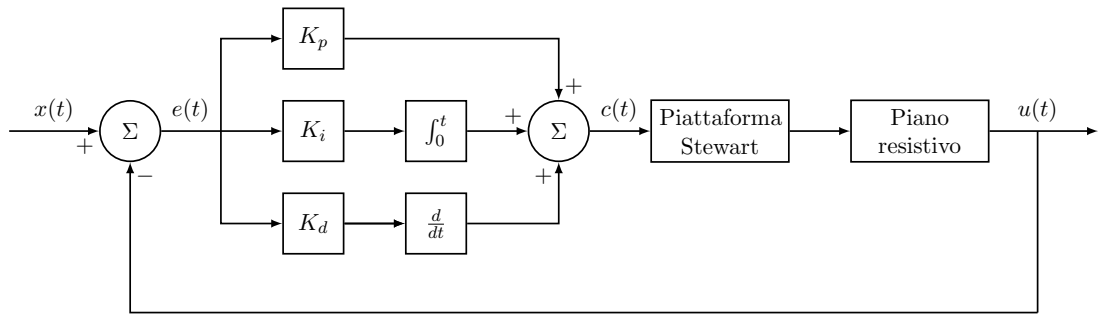 x(t)
+
Σ
−
e(t)
K_p
K_i
∫_0^t
K_d
d/dt
+
+
+
Σ
c(t)
Piattaforma
Stewart
Piano
resistivo
u(t)